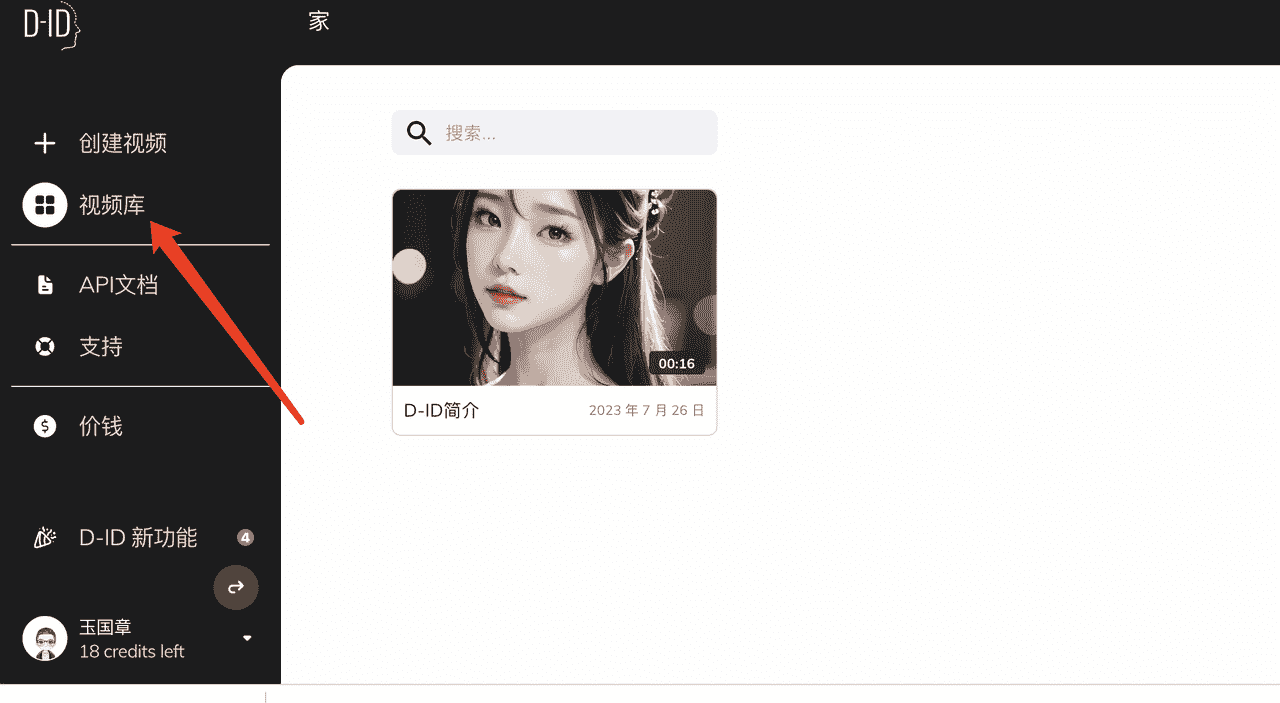 D-ID
家
创建视频
视频库
API文档
支持
价钱
D-ID 新功能
4
玉国章
18 credits left
搜索...
00:16
D-ID简介
2023 年 7 月 26 日